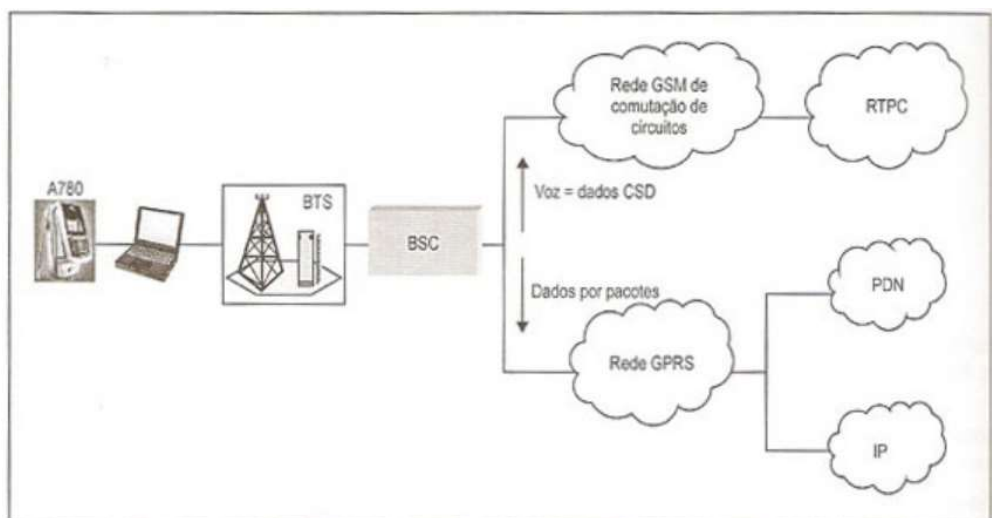 Rede GSM de
comutação de
circuitos
RTPC
A780
BTS
Voz = dados CSD
BSC
PDN
Dados por pacotes
Rede GPRS
IP